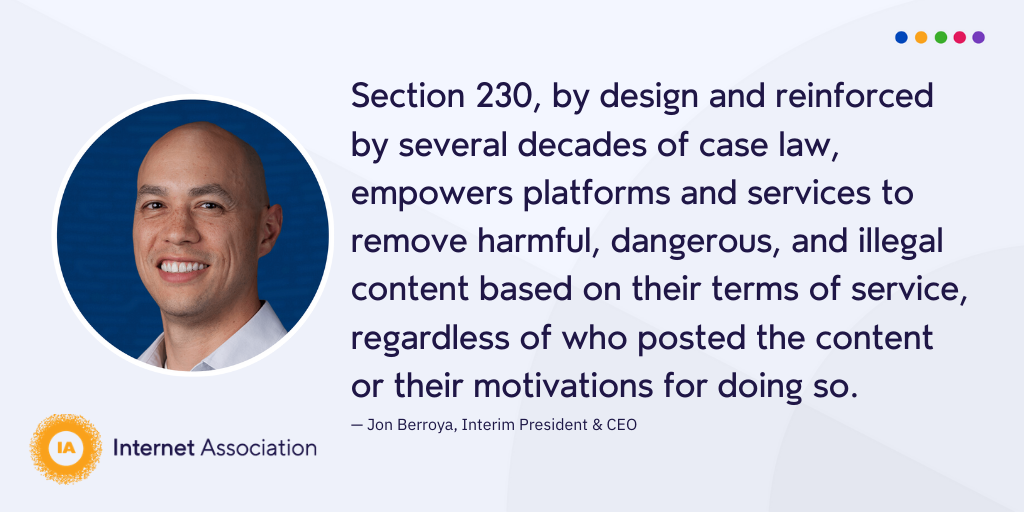 Section 230, by design and reinforced
by several decades of case law,
empowers platforms and services to
remove harmful, dangerous, and illegal
content based on their terms of service,
regardless of who posted the content
or their motivations for doing so.
— Jon Berroya, Interim President & CEO
IA Internet Association